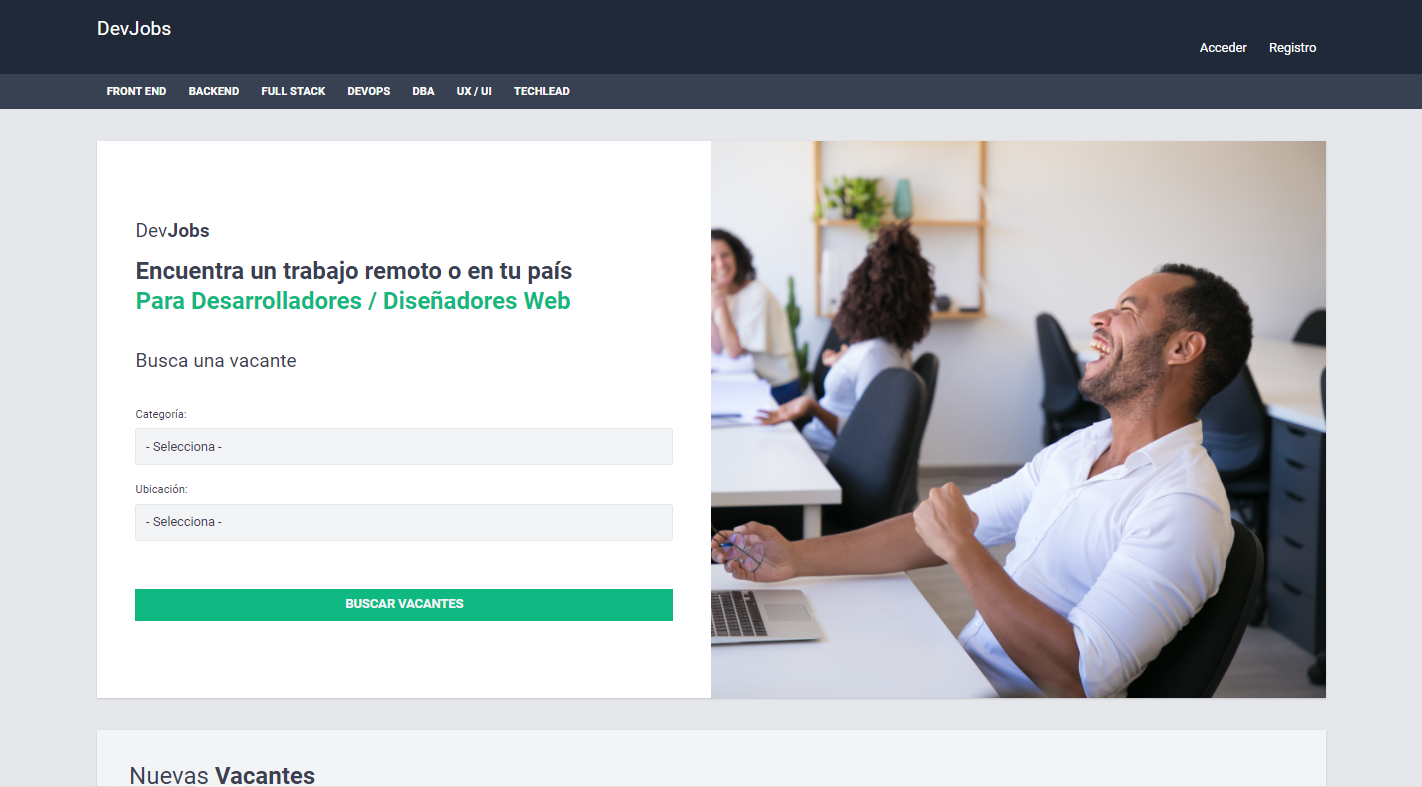 DevJobs
Acceder Registro
FRONT END BACKEND FULL STACK DEVOPS DBA UX / UI TECHLEAD
DevJobs
Encuentra un trabajo remoto o en tu país
Para Desarrolladores / Diseñadores Web
Busca una vacante
Categoría:
- Selecciona -
Ubicación:
- Selecciona -
BUSCAR VACANTES
Nuevas Vacantes